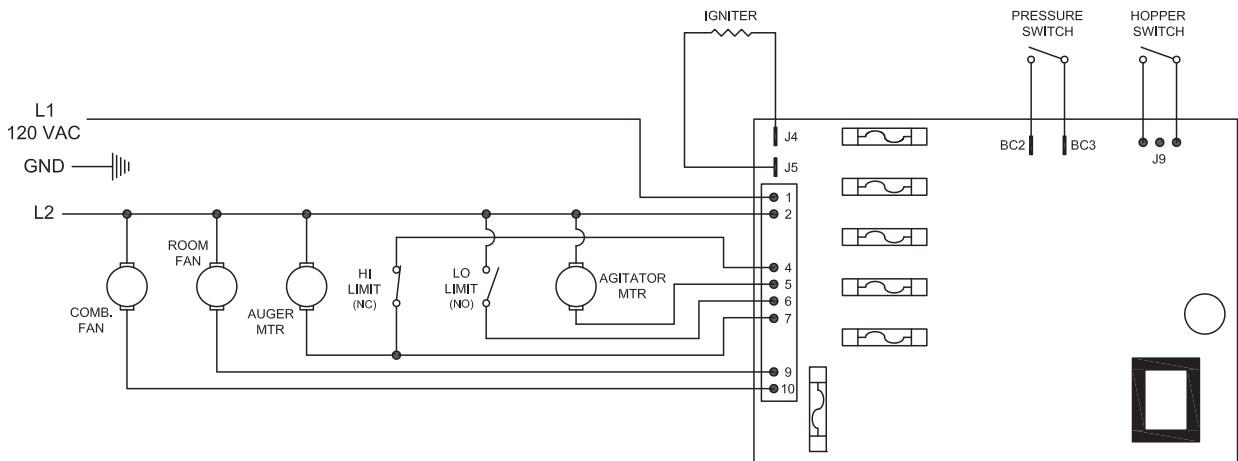 IGNITER
PRESSURE
SWITCH
HOPPER
SWITCH
L1
120 VAC
GND
L2
J4
J5
BC2
BC3
J9
1
2
4
5
6
7
9
10
COMB.
FAN
ROOM
FAN
AUGER
MTR
HI
LIMIT
(NC)
LO
LIMIT
(NO)
AGITATOR
MTR